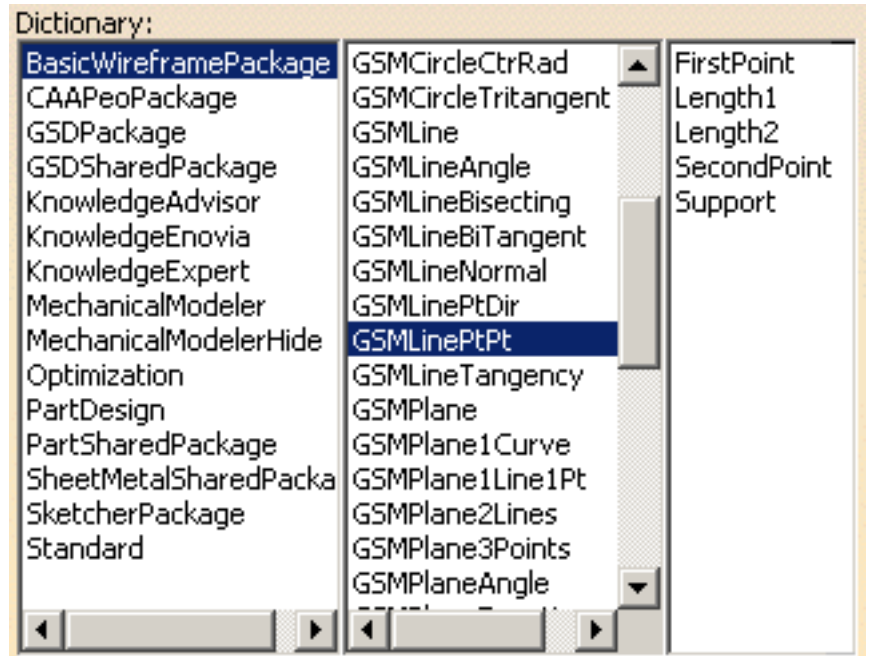 Dictionary:
BasicWireframePackage
CAAPeoPackage
GSDPackage
GSDSharedPackage
KnowledgeAdvisor
KnowledgeEnovia
KnowledgeExpert
MechanicalModeler
MechanicalModelerHide
Optimization
PartDesign
PartSharedPackage
SheetMetalSharedPacka
SketcherPackage
Standard
GSMCircleCtrRad
GSMCircleTritangent
GSMLine
GSMLineAngle
GSMLineBisecting
GSMLineBiTangent
GSMLineNormal
GSMLinePtDir
GSMLinePtPt
GSMLineTangency
GSMPlane
GSMPlane1Curve
GSMPlane1Line1Pt
GSMPlane2Lines
GSMPlane3Points
GSMPlaneAngle
FirstPoint
Length1
Length2
SecondPoint
Support